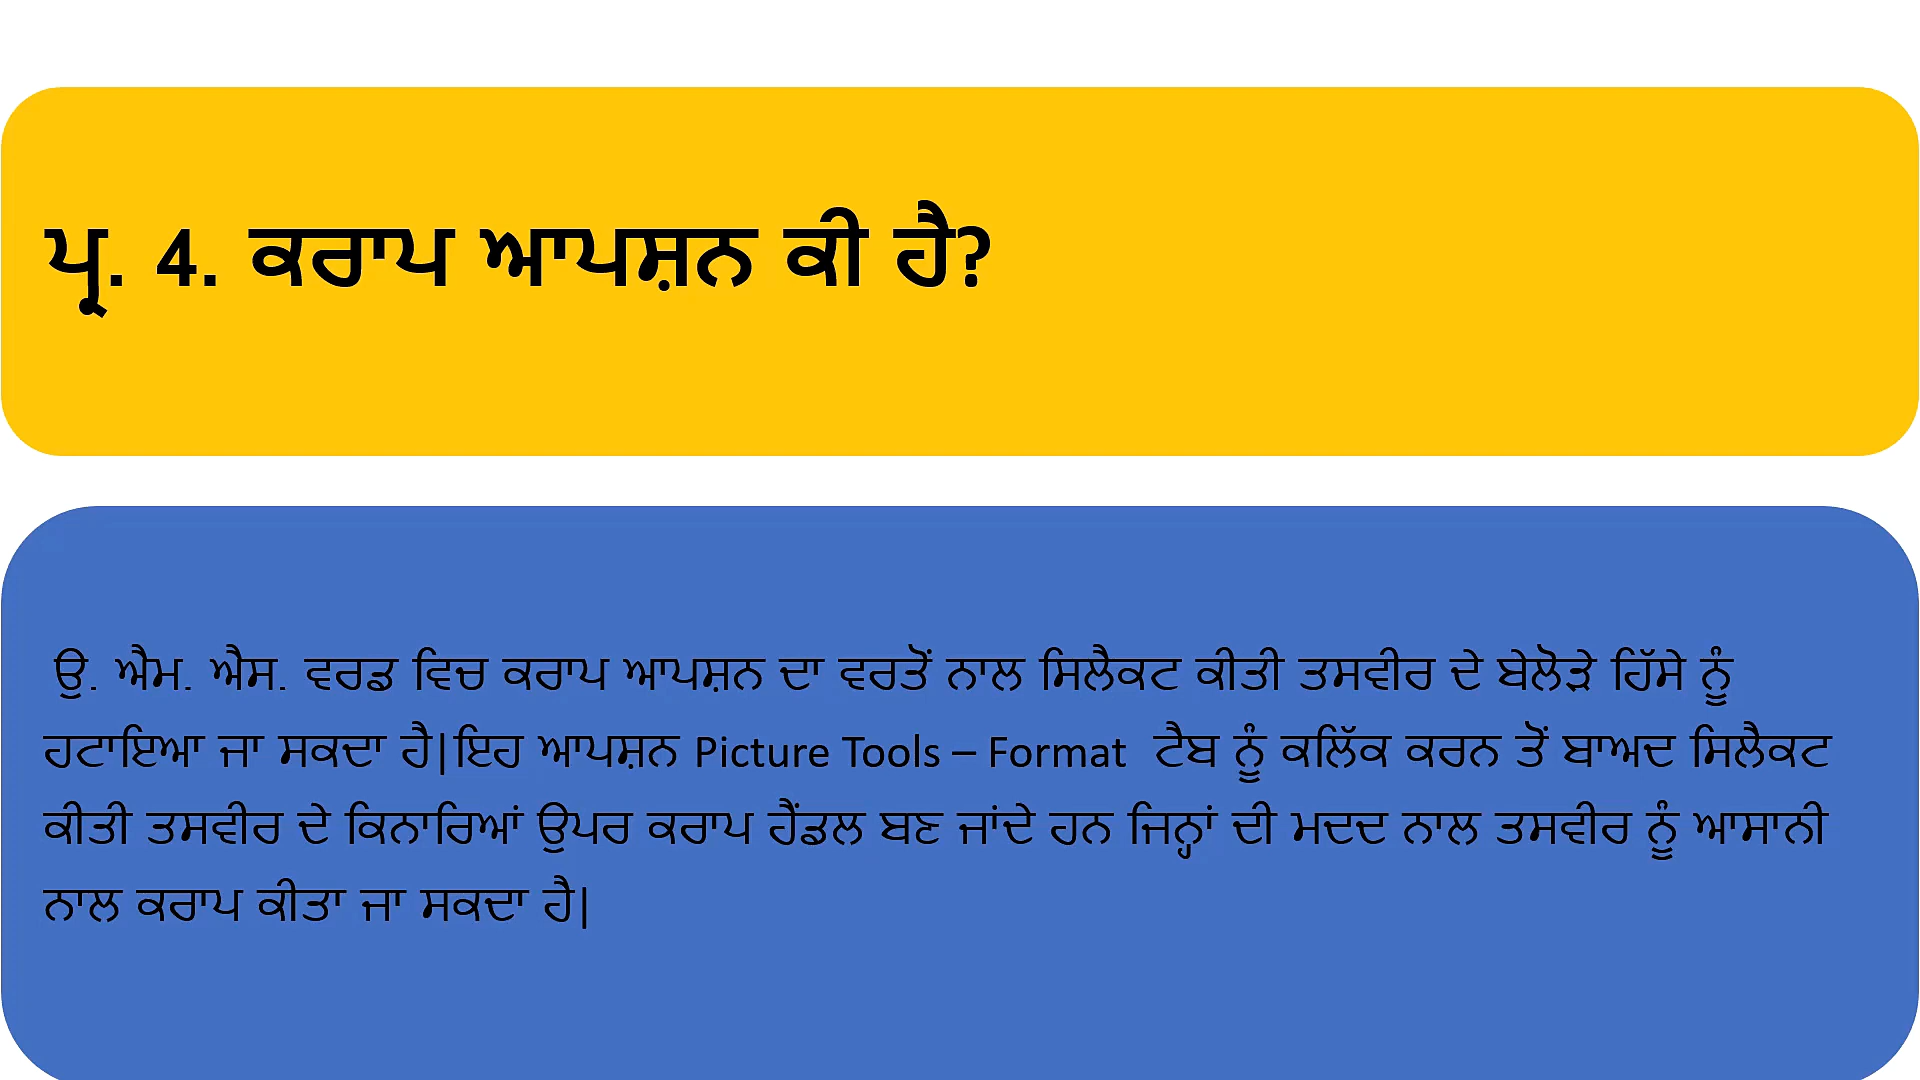 ਪ੍ਰ. 4. ਕਰਾਪ ਆਪਸ਼ਨ ਕੀ ਹੈ?
ਉ. ਐਮ. ਐਸ. ਵਰਡ ਵਿਚ ਕਰਾਪ ਆਪਸ਼ਨ ਦਾ ਵਰਤੋਂ ਨਾਲ ਸਿਲੈਕਟ ਕੀਤੀ ਤਸਵੀਰ ਦੇ ਬੇਲੋੜੇ ਹਿੱਸੇ ਨੂੰ
ਹਟਾਇਆ ਜਾ ਸਕਦਾ ਹੈ|ਇਹ ਆਪਸ਼ਨ Picture Tools – Format ਟੈਬ ਨੂੰ ਕਲਿੱਕ ਕਰਨ ਤੋਂ ਬਾਅਦ ਸਿਲੈਕਟ
ਕੀਤੀ ਤਸਵੀਰ ਦੇ ਕਿਨਾਰਿਆਂ ਉਪਰ ਕਰਾਪ ਹੈਂਡਲ ਬਣ ਜਾਂਦੇ ਹਨ ਜਿਨ੍ਹਾਂ ਦੀ ਮਦਦ ਨਾਲ ਤਸਵੀਰ ਨੂੰ ਆਸਾਨੀ
ਨਾਲ ਕਰਾਪ ਕੀਤਾ ਜਾ ਸਕਦਾ ਹੈ|